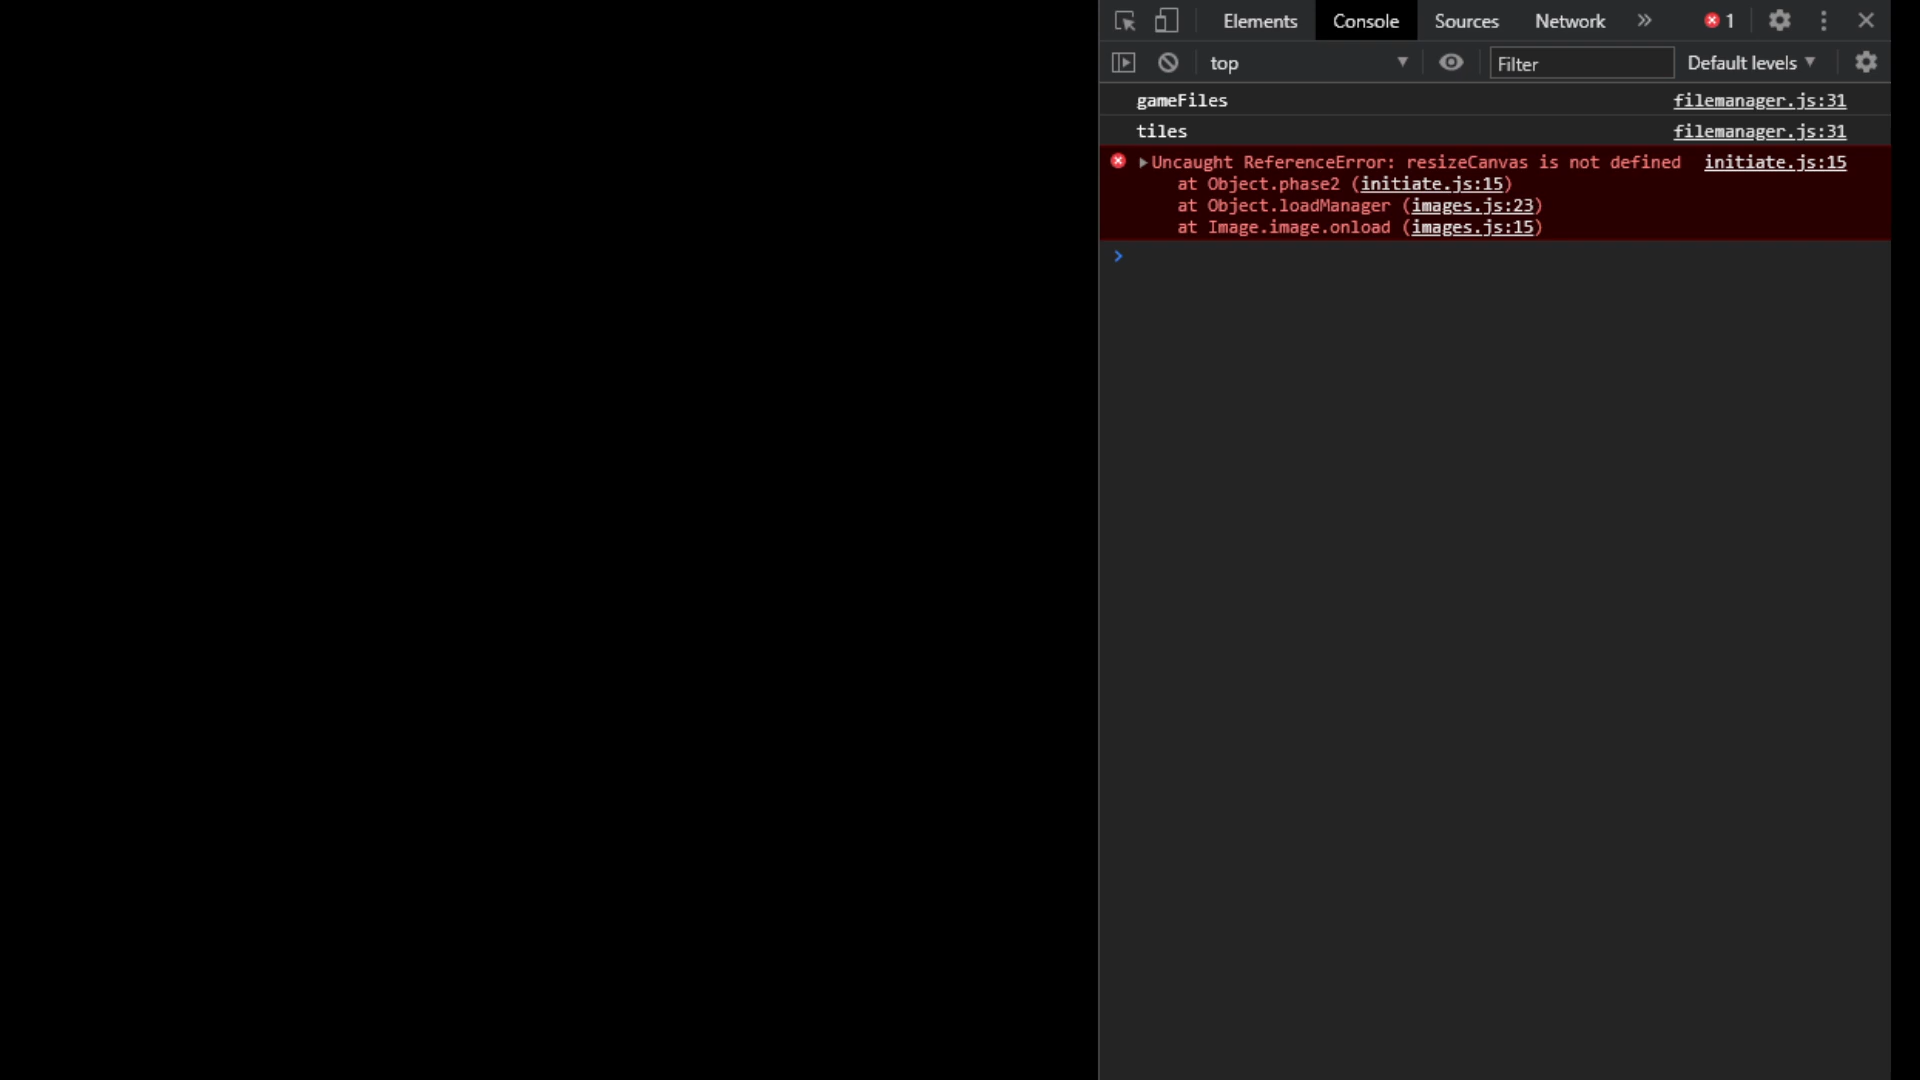 Elements Console Sources Network » 1
top Filter Default levels
gameFiles filemanager.js:31
tiles filemanager.js:31
Uncaught ReferenceError: resizeCanvas is not defined initiate.js:15
at Object.phase2 (initiate.js:15)
at Object.loadManager (images.js:23)
at Image.image.onload (images.js:15)